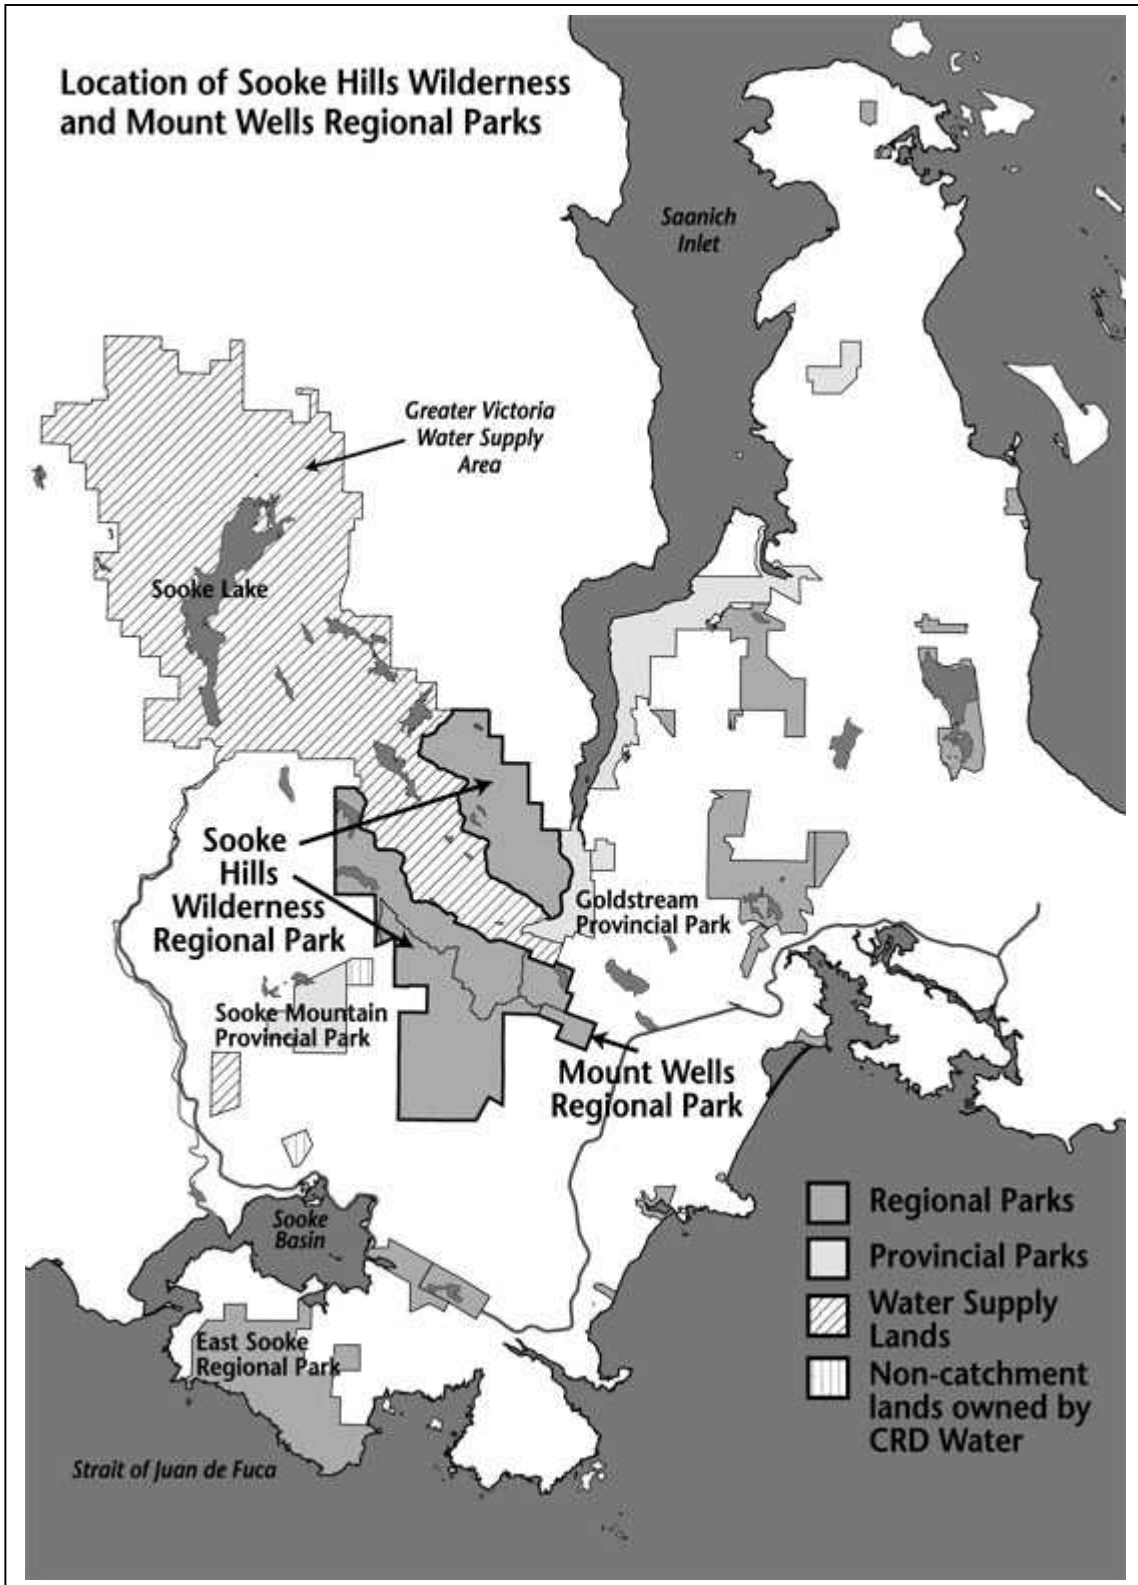 Location of Sooke Hills Wilderness
and Mount Wells Regional Parks
Saanich
Inlet
Greater Victoria
Water Supply
Area
Sooke Lake
Sooke
Hills
Wilderness
Regional Park
Goldstream
Provincial Park
Sooke Mountain
Provincial Park
Mount Wells
Regional Park
Sooke
Basin
East Sooke
Regional Park
Strait of Juan de Fuca
Regional Parks
Provincial Parks
Water Supply
Lands
Non-catchment
lands owned by
CRD Water